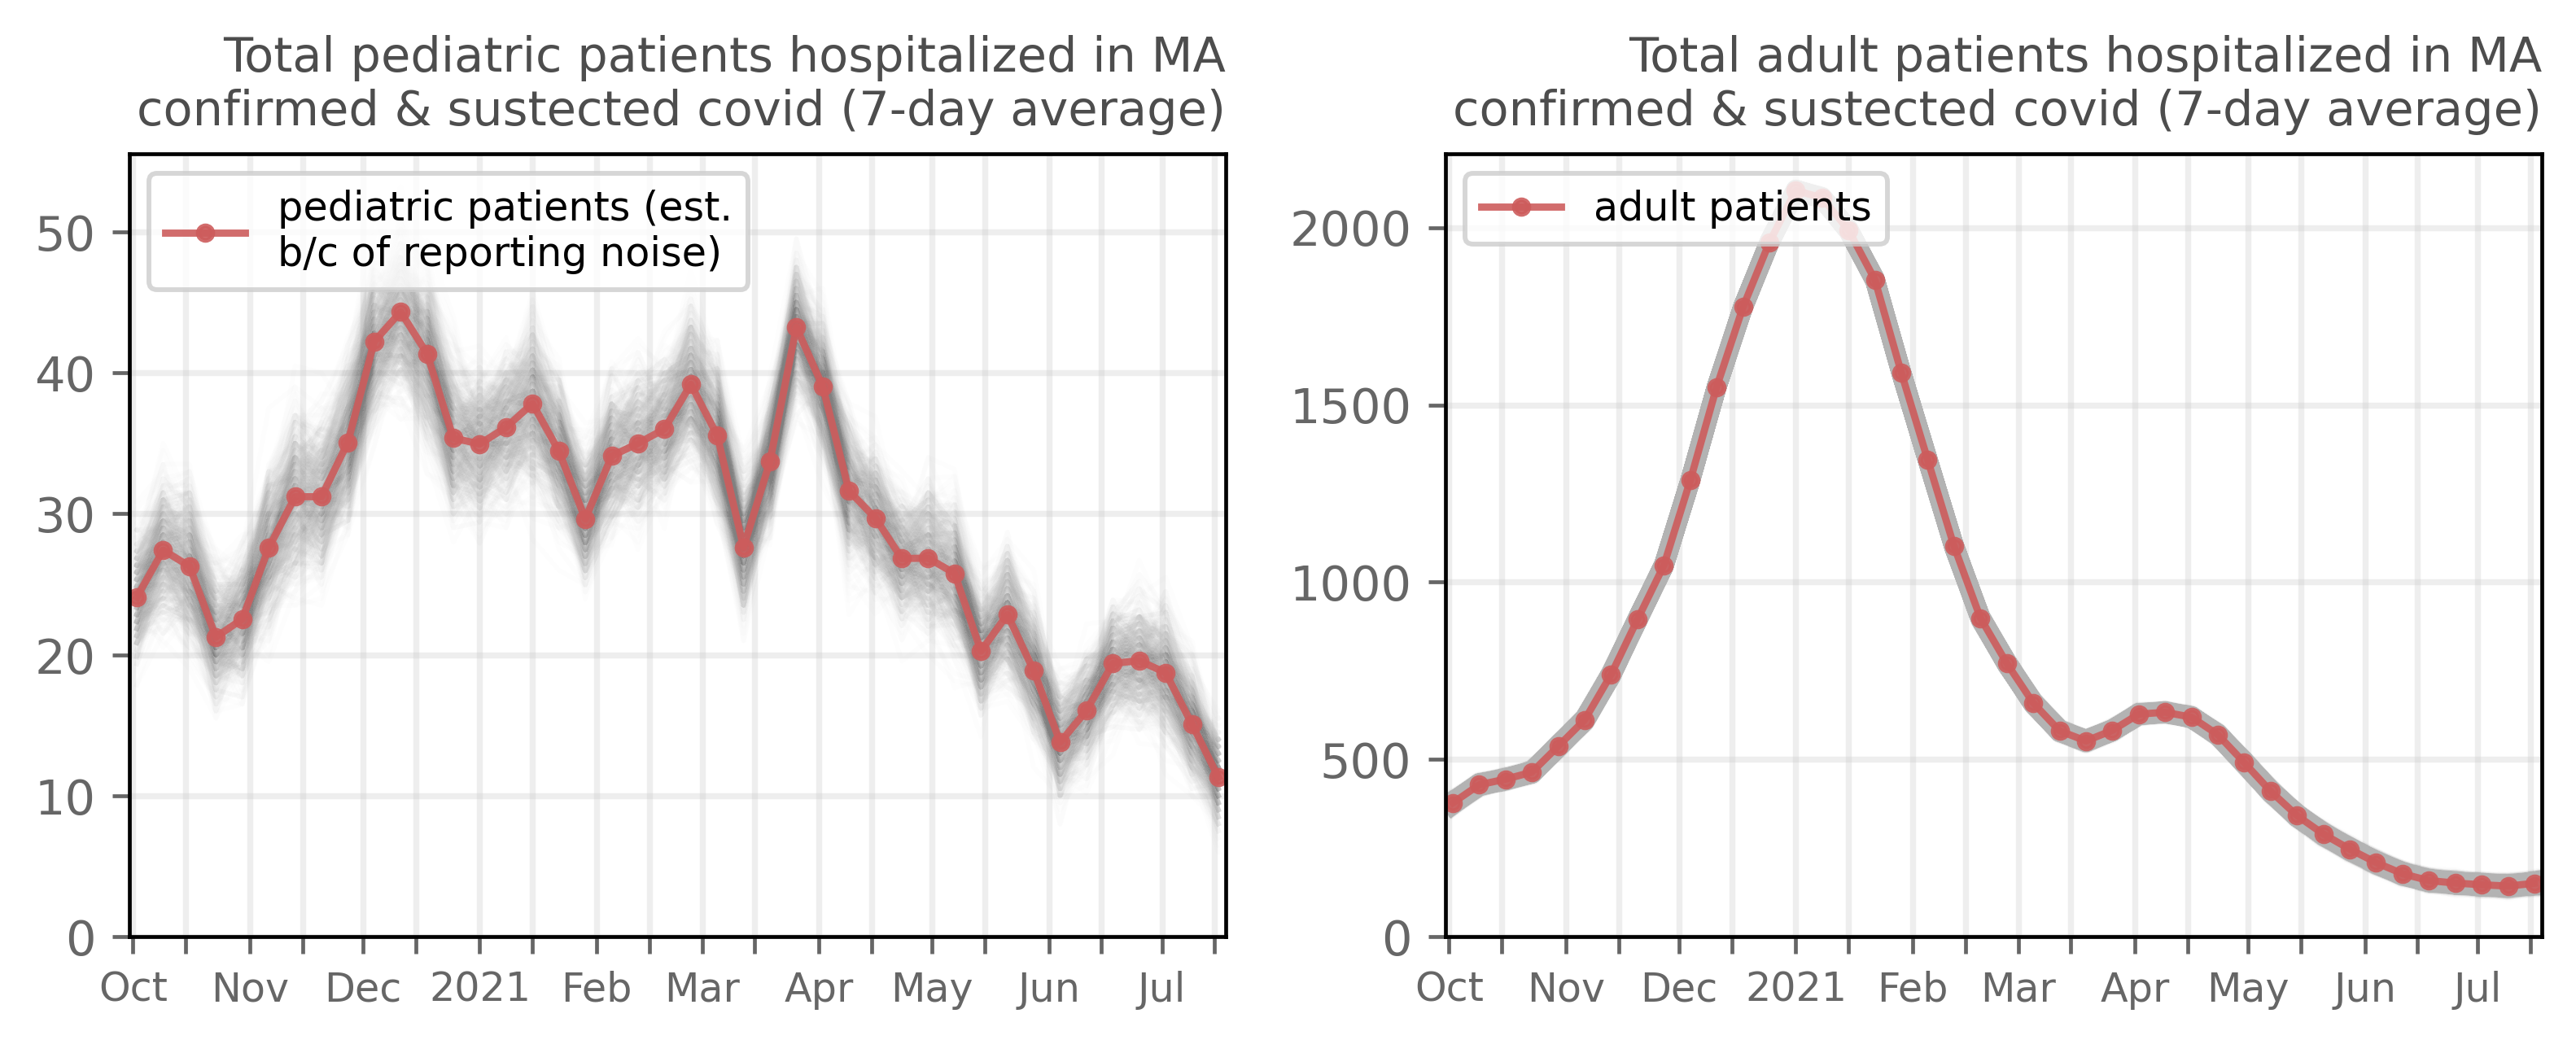 Total pediatric patients hospitalized in MA
confirmed & sustected covid (7-day average)
pediatric patients (est.
b/c of reporting noise)
50
40
30
20
10
0
Oct Nov Dec 2021 Feb Mar Apr May Jun Jul
Total adult patients hospitalized in MA
confirmed & sustected covid (7-day average)
adult patients
2000
1500
1000
500
0
Oct Nov Dec 2021 Feb Mar Apr May Jun Jul